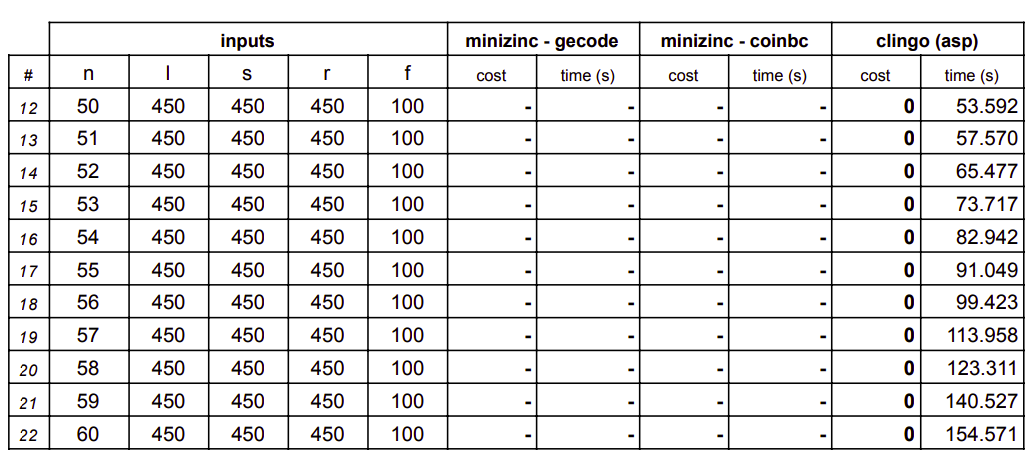 inputs minizinc - gecode minizinc - coinbc clingo (asp)
# n l s r f cost time (s) cost time (s) cost time (s)
12 50 450 450 450 100 - - - - 0 53.592
13 51 450 450 450 100 - - - - 0 57.570
14 52 450 450 450 100 - - - - 0 65.477
15 53 450 450 450 100 - - - - 0 73.717
16 54 450 450 450 100 - - - - 0 82.942
17 55 450 450 450 100 - - - - 0 91.049
18 56 450 450 450 100 - - - - 0 99.423
19 57 450 450 450 100 - - - - 0 113.958
20 58 450 450 450 100 - - - - 0 123.311
21 59 450 450 450 100 - - - - 0 140.527
22 60 450 450 450 100 - - - - 0 154.571